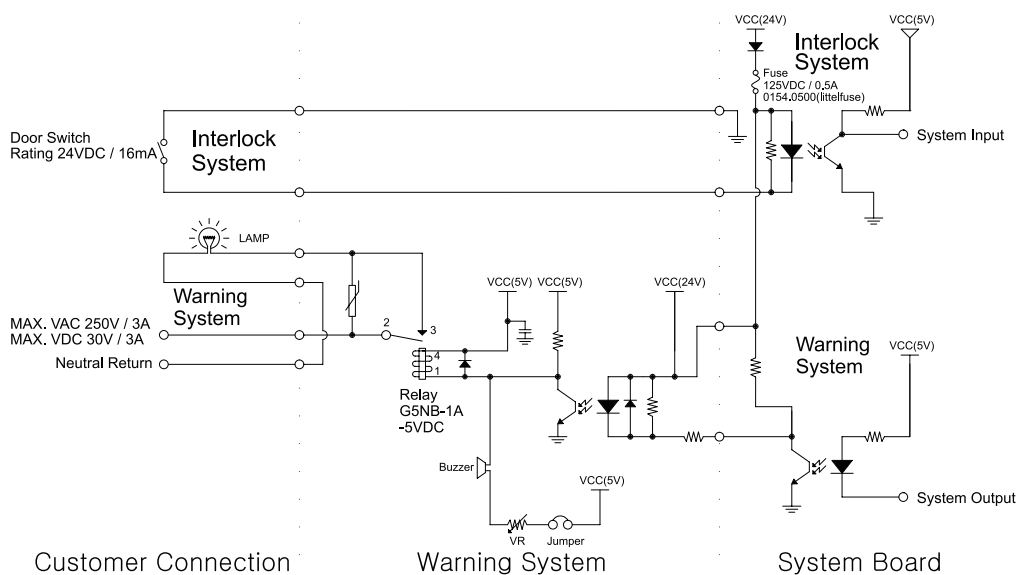 VCC(24V)
VCC(5V)
Interlock
System
Fuse
125VDC / 0.5A
0154.0500(littelfuse)
Door Switch
Rating 24VDC / 16mA
Interlock
System
System Input
LAMP
Warning
System
MAX. VAC 250V / 3A
MAX. VDC 30V / 3A
Neutral Return
2
3
4
1
Relay
G5NB-1A
-5VDC
VCC(5V)
VCC(5V)
VCC(24V)
Warning
System
VCC(5V)
Buzzer
VCC(5V)
VR
Jumper
System Output
Customer Connection
Warning System
System Board